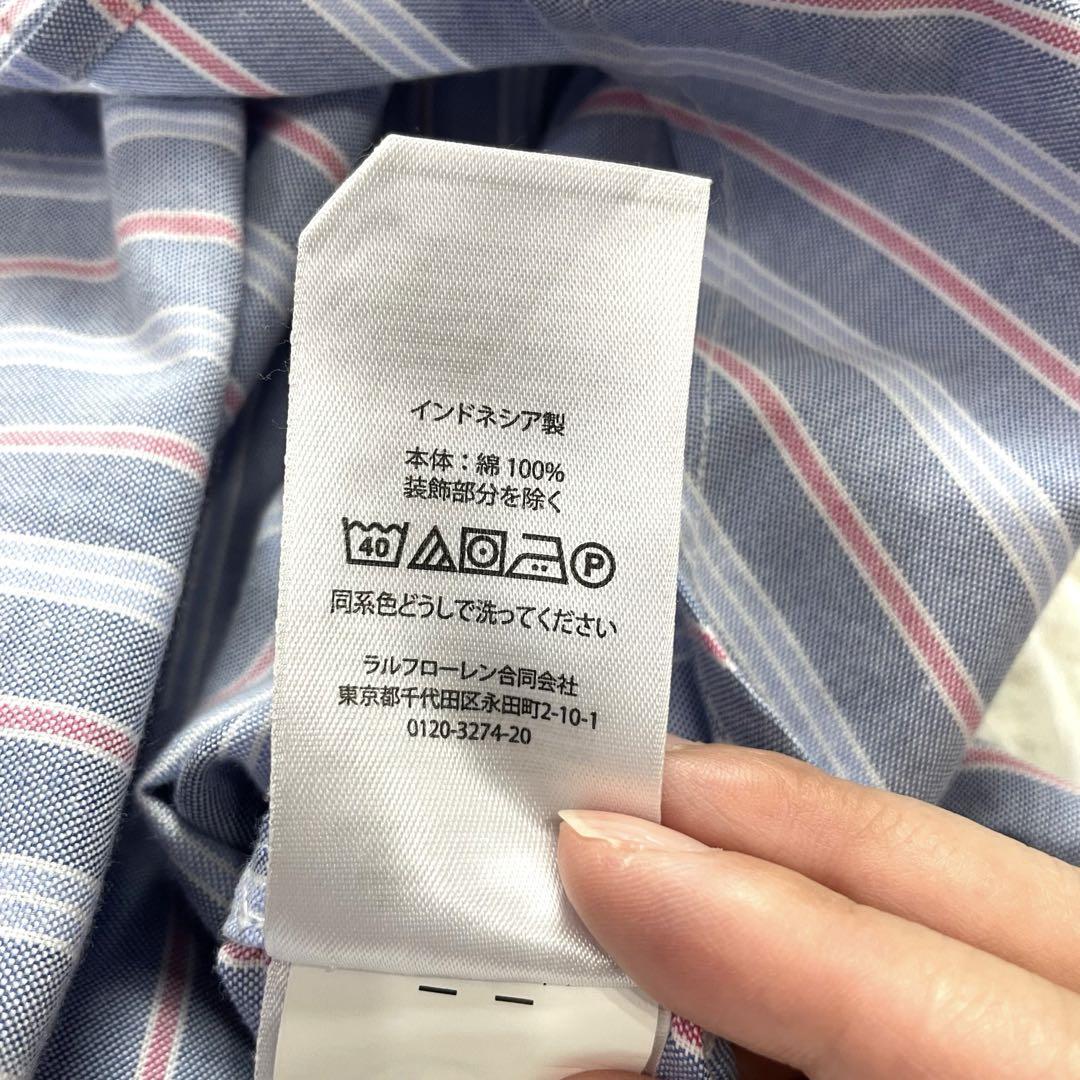 インドネシア製
本体：綿 100%
装飾部分を除く
40 P
同系色どうしで洗ってください
ラルフローレン合同会社
東京都千代田区永田町2-10-1
0120-3274-20